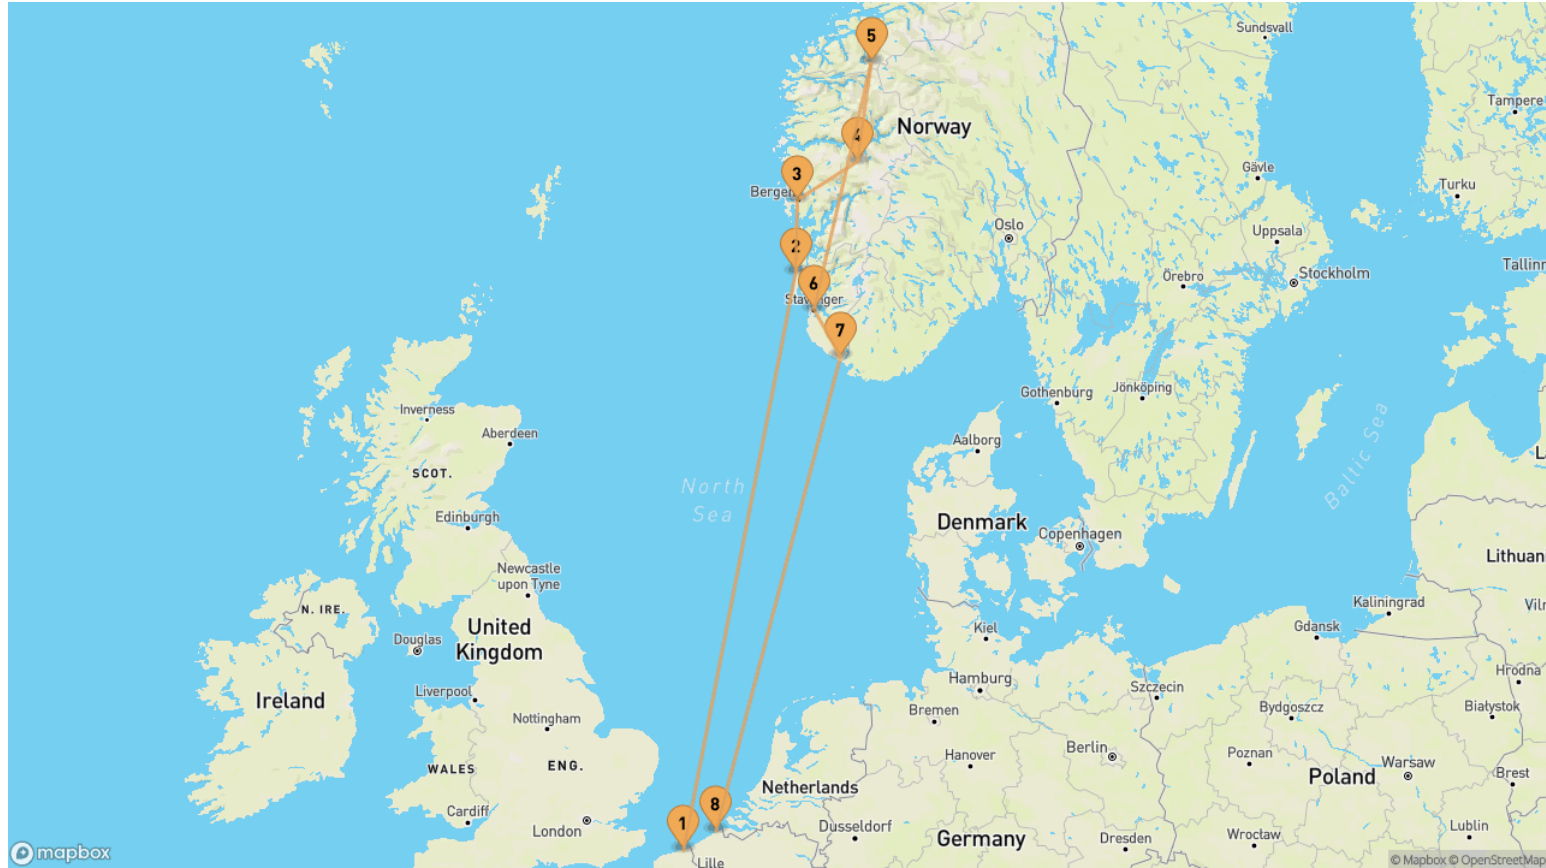 5
Sundsvall
Tampere
4
Norway
Gävle
3
Bergen
Turku
Oslo
Uppsala
2
Tallinn
Örebro
Stockholm
6
Stavanger
7
Gothenburg
Jönköping
Inverness
Aberdeen
Aalborg
SCOT.
Baltic Sea
North
Sea
Edinburgh
Denmark
Copenhagen
Lithuan
Newcastle
upon Tyne
N. IRE.
Kaliningrad
Viln
Douglas
United
Kingdom
Kiel
Gdansk
Hrodna
Liverpool
Hamburg
Szczecin
Ireland
Bremen
Bydgoszcz
Białystok
Nottingham
Hanover
Berlin
Poznan
Warsaw
WALES
ENG.
Netherlands
Poland
Brest
Cardiff
8
London
1
Dusseldorf
Germany
Dresden
Wrocław
Lublin
Lille
mapbox
© Mapbox © OpenStreetMap